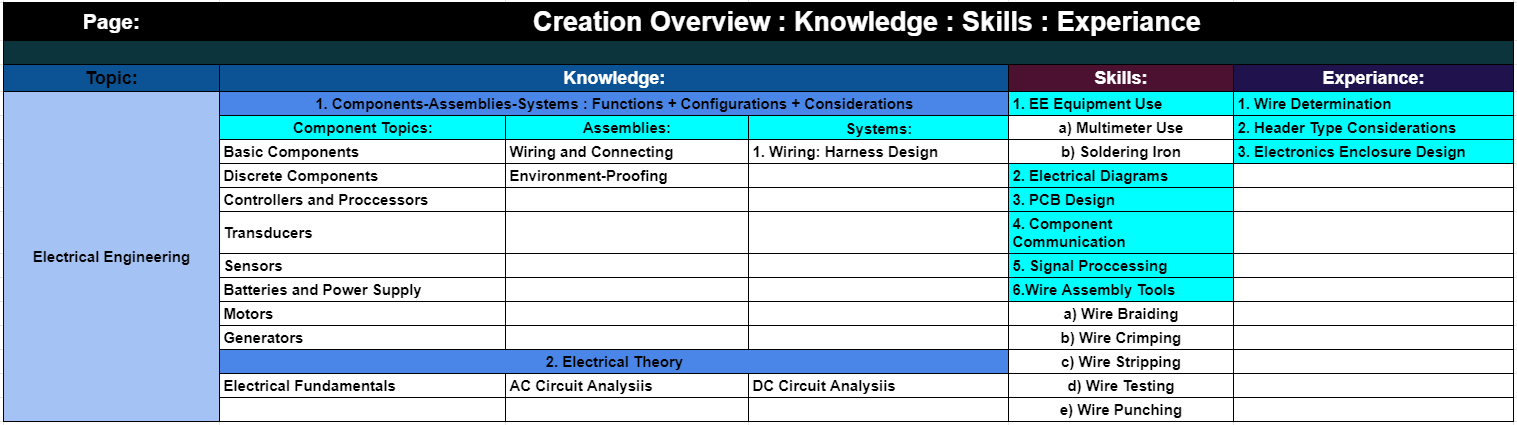 Page: Creation Overview : Knowledge : Skills : Experiance
Topic: Knowledge: Skills: Experiance:
1. Components-Assemblies-Systems : Functions + Configurations + Considerations 1. EE Equipment Use 1. Wire Determination
Component Topics: Assemblies: Systems: a) Multimeter Use 2. Header Type Considerations
Basic Components Wiring and Connecting 1. Wiring: Harness Design b) Soldering Iron 3. Electronics Enclosure Design
Discrete Components Environment-Proofing 2. Electrical Diagrams
Controllers and Proccessors 3. PCB Design
Transducers 4. Component
Communication
Electrical Engineering
Sensors 5. Signal Proccessing
Batteries and Power Supply 6.Wire Assembly Tools
Motors a) Wire Braiding
Generators b) Wire Crimping
2. Electrical Theory c) Wire Stripping
Electrical Fundamentals AC Circuit Analysiis DC Circuit Analysiis d) Wire Testing
e) Wire Punching